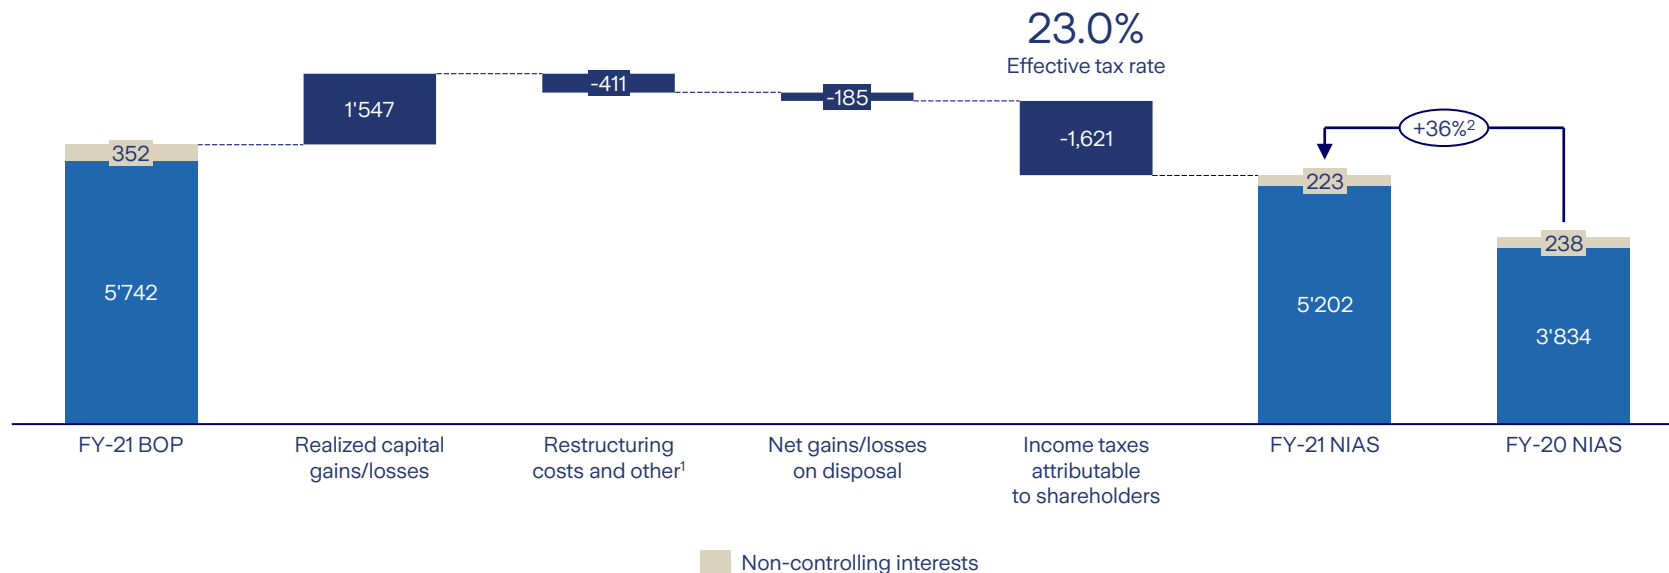 23.0%
Effective tax rate
352
1'547
-411
-185
-1,621
+36%²
223
238
5'742
5'202
3'834
FY-21 BOP
Realized capital
gains/losses
Restructuring
costs and other¹
Net gains/losses
on disposal
Income taxes
attributable
to shareholders
FY-21 NIAS
FY-20 NIAS
Non-controlling interests